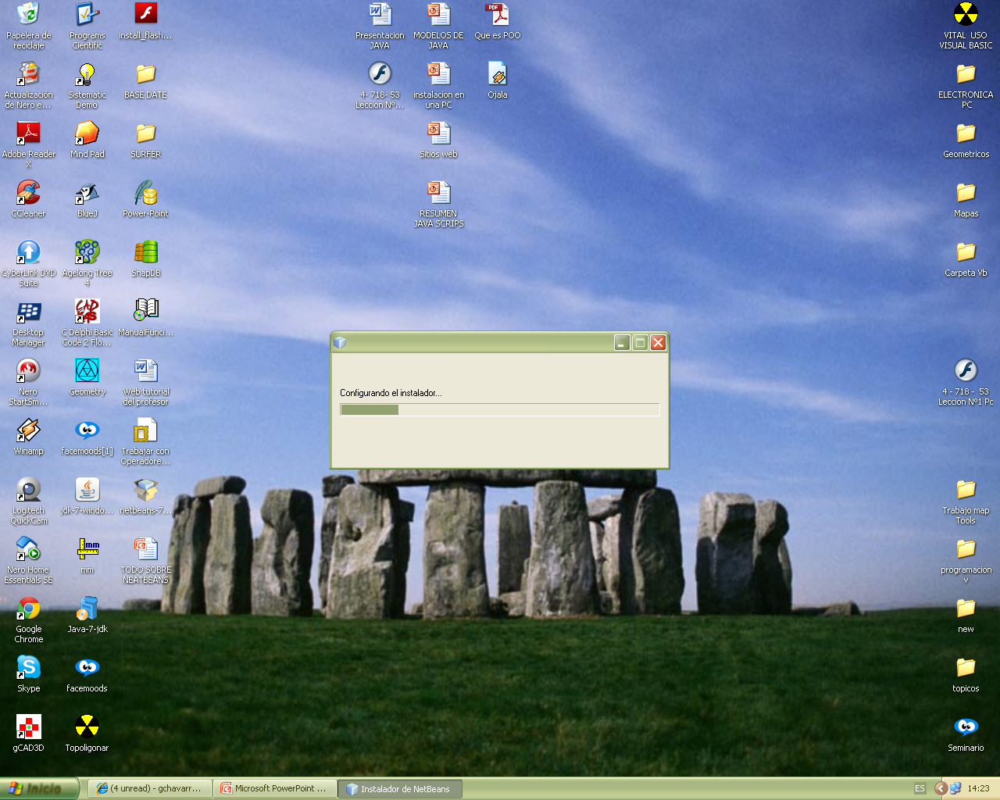 Papelera de
reciclaje
Programs
Cientific
install_flash...
Presentacion
JAVA
MODELOS DE
JAVA
PDF
Que es POO
VITAL USO
VISUAL BASIC
Actualización
de Nero e...
Sistematic
Demo
BASE DATE
4- 718- 53
Leccion Nº...
instalacion en
una PC
Ojala
ELECTRONICA
PC
Adobe Reader
X
Mind Pad
SURFER
Sitios web
Geometricos
CCleaner
BlueJ
Power-Point
RESUMEN
JAVA SCRIPS
Mapas
CyberLink DVD
Suite
Agelong Tree
4
SnapDB
Carpeta Vb
Desktop
Manager
C Delphi Basic
Code 2 Flo...
ManualFunci...
Configurando el instalador...
Nero
StartSm...
Geometry
Web tutorial
del profesor
4 - 718 - 53
Leccion Nº1 Pc
Winamp
facemoods[1]
Trabajar con
Operadore...
Logitech
QuickCam
jdk-7-windo...
netbeans-7...
Trabajo map
Tools
Nero Home
Essentials SE
mm
mm
TODO SOBRE
NEATBEANS
programacion
v
Google
Chrome
Java-7-jdk
new
Skype
facemoods
topicos
gCAD3D
Topoligonar
Seminario
Inicio
(4 unread) - gchavarr...
Microsoft PowerPoint ...
Instalador de NetBeans
ES
14:23